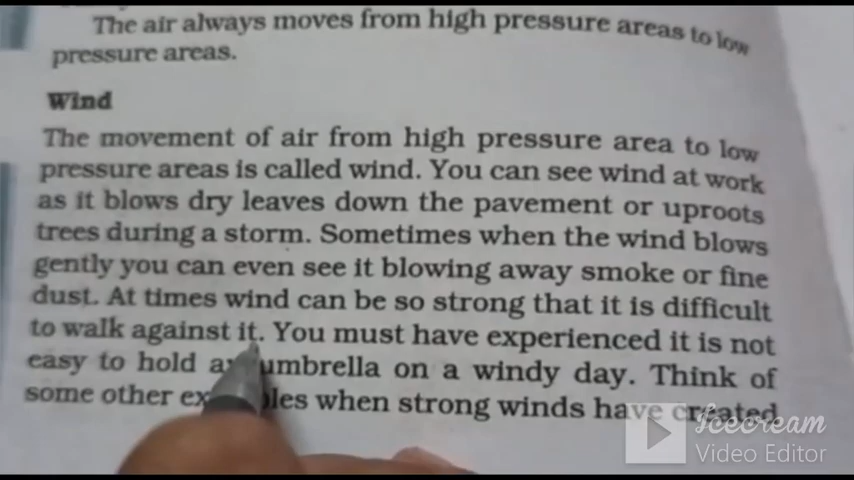 The air always moves from high pressure areas to low
pressure areas.
Wind
The movement of air from high pressure area to low
pressure areas is called wind. You can see wind at work
as it blows dry leaves down the pavement or uproots
trees during a storm. Sometimes when the wind blows
gently you can even see it blowing away smoke or fine
dust. At times wind can be so strong that it is difficult
to walk against it. You must have experienced it is not
easy to hold an umbrella on a windy day. Think of
some other when strong winds have created
Icecream
Video Editor